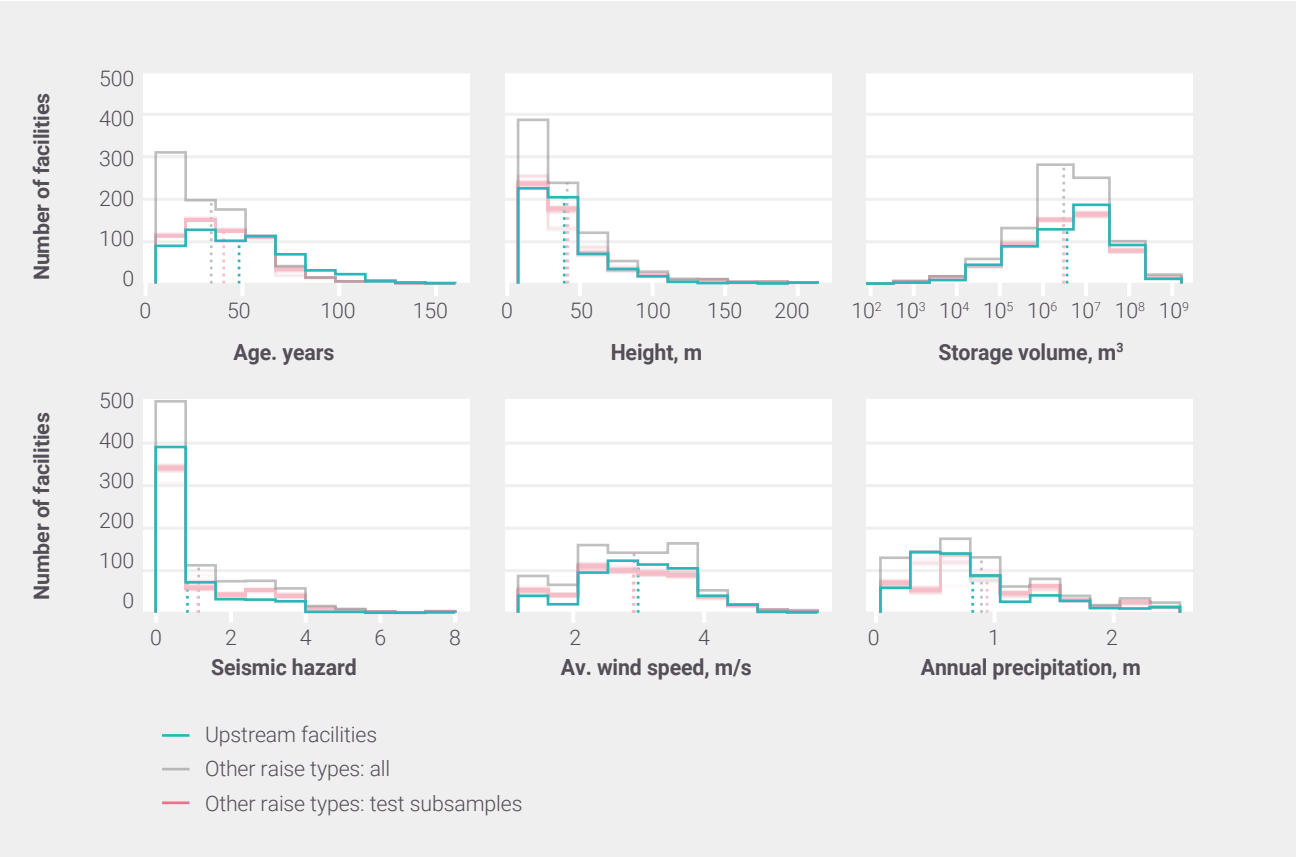 Number of facilities
500
400
300
200
100
0
0 50 100 150
Age. years
0 50 100 150 200
Height, m
10² 10³ 10⁴ 10⁵ 10⁶ 10⁷ 10⁸ 10⁹
Storage volume, m³
Number of facilities
500
400
300
200
100
0
0 2 4 6 8
Seismic hazard
2 4
Av. wind speed, m/s
0 1 2
Annual precipitation, m
Upstream facilities
Other raise types: all
Other raise types: test subsamples